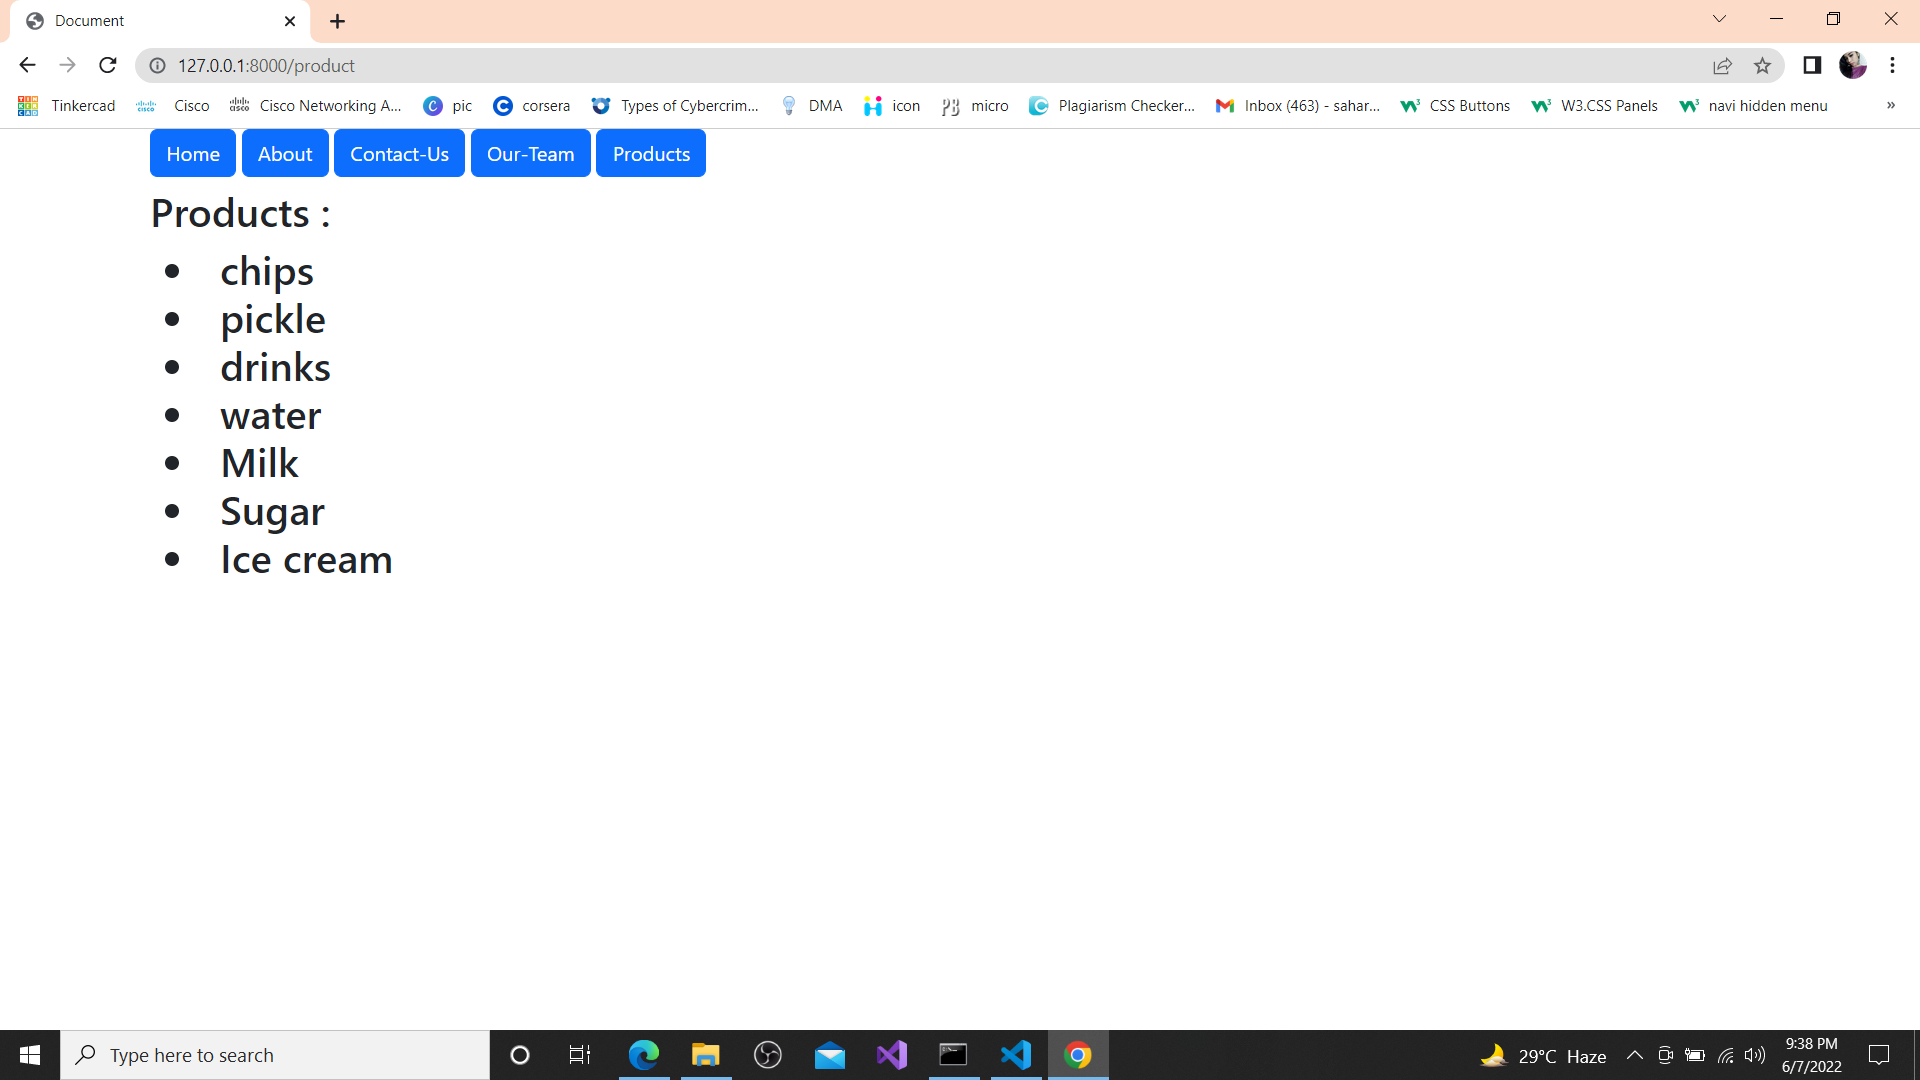 Document
127.0.0.1:8000/product
Tinkercad Cisco Cisco Networking A... pic corsera Types of Cybercrim... DMA icon micro Plagiarism Checker... Inbox (463) - sahar... CSS Buttons W3.CSS Panels navi hidden menu »
Home About Contact-Us Our-Team Products
Products :
• chips
• pickle
• drinks
• water
• Milk
• Sugar
• Ice cream
Type here to search
29°C Haze
9:38 PM
6/7/2022